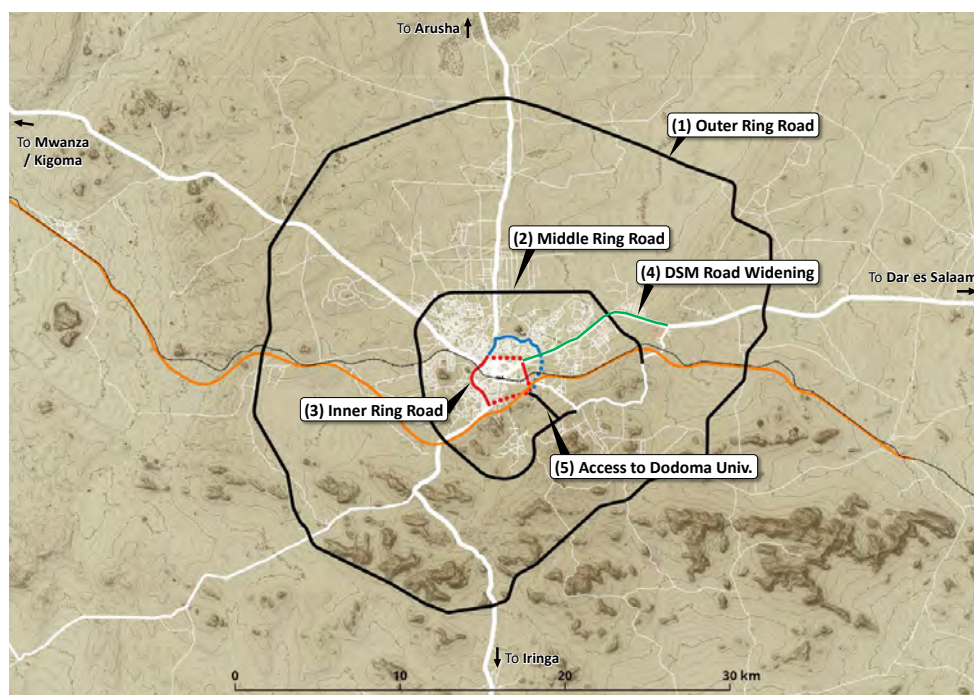 To Arusha
(1) Outer Ring Road
To Mwanza
/ Kigoma
(2) Middle Ring Road
(4) DSM Road Widening
To Dar es Salaam
(3) Inner Ring Road
(5) Access to Dodoma Univ.
To Iringa
0 10 20 30 km